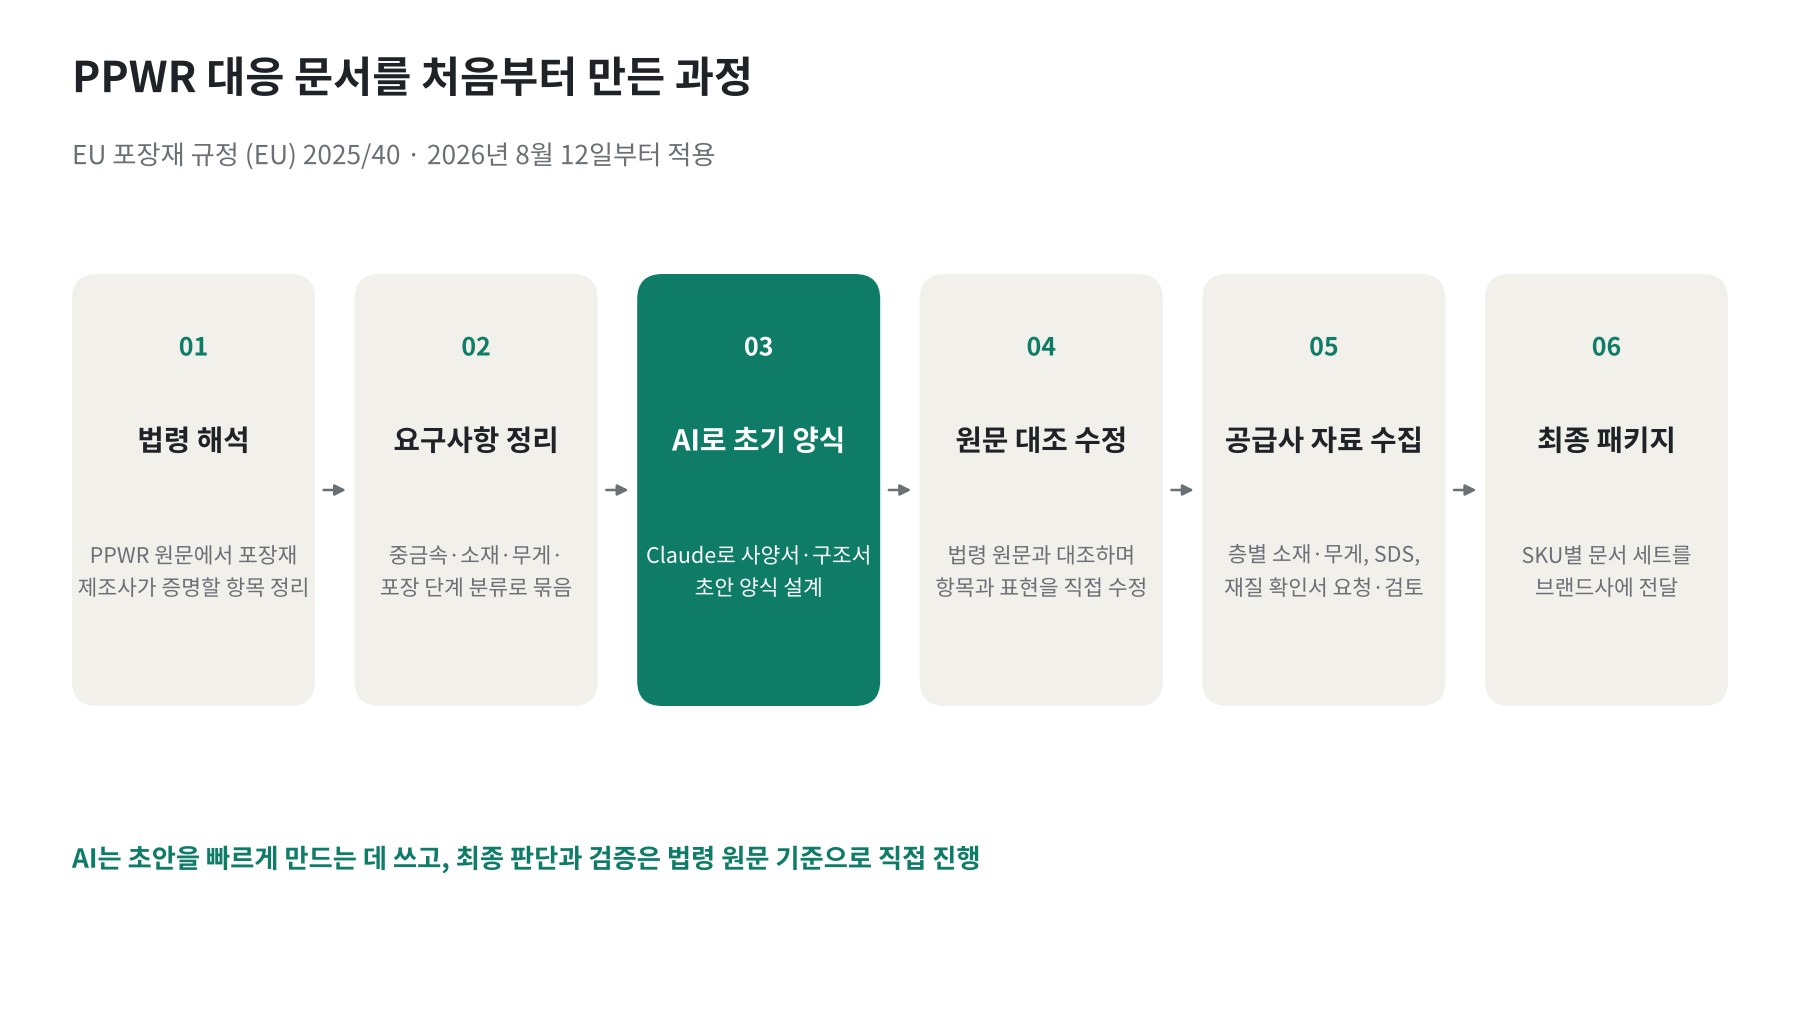 PPWR 대응 문서를 처음부터 만든 과정
EU 포장재 규정 (EU) 2025/40 · 2026년 8월 12일부터 적용
01
법령 해석
PPWR 원문에서 포장재
제조사가 증명할 항목 정리
02
요구사항 정리
중금속·소재·무게·
포장 단계 분류로 묶음
03
AI로 초기 양식
Claude로 사양서·구조서
초안 양식 설계
04
원문 대조 수정
법령 원문과 대조하며
항목과 표현을 직접 수정
05
공급사 자료 수집
층별 소재·무게, SDS,
재질 확인서 요청·검토
06
최종 패키지
SKU별 문서 세트를
브랜드사에 전달
AI는 초안을 빠르게 만드는 데 쓰고, 최종 판단과 검증은 법령 원문 기준으로 직접 진행